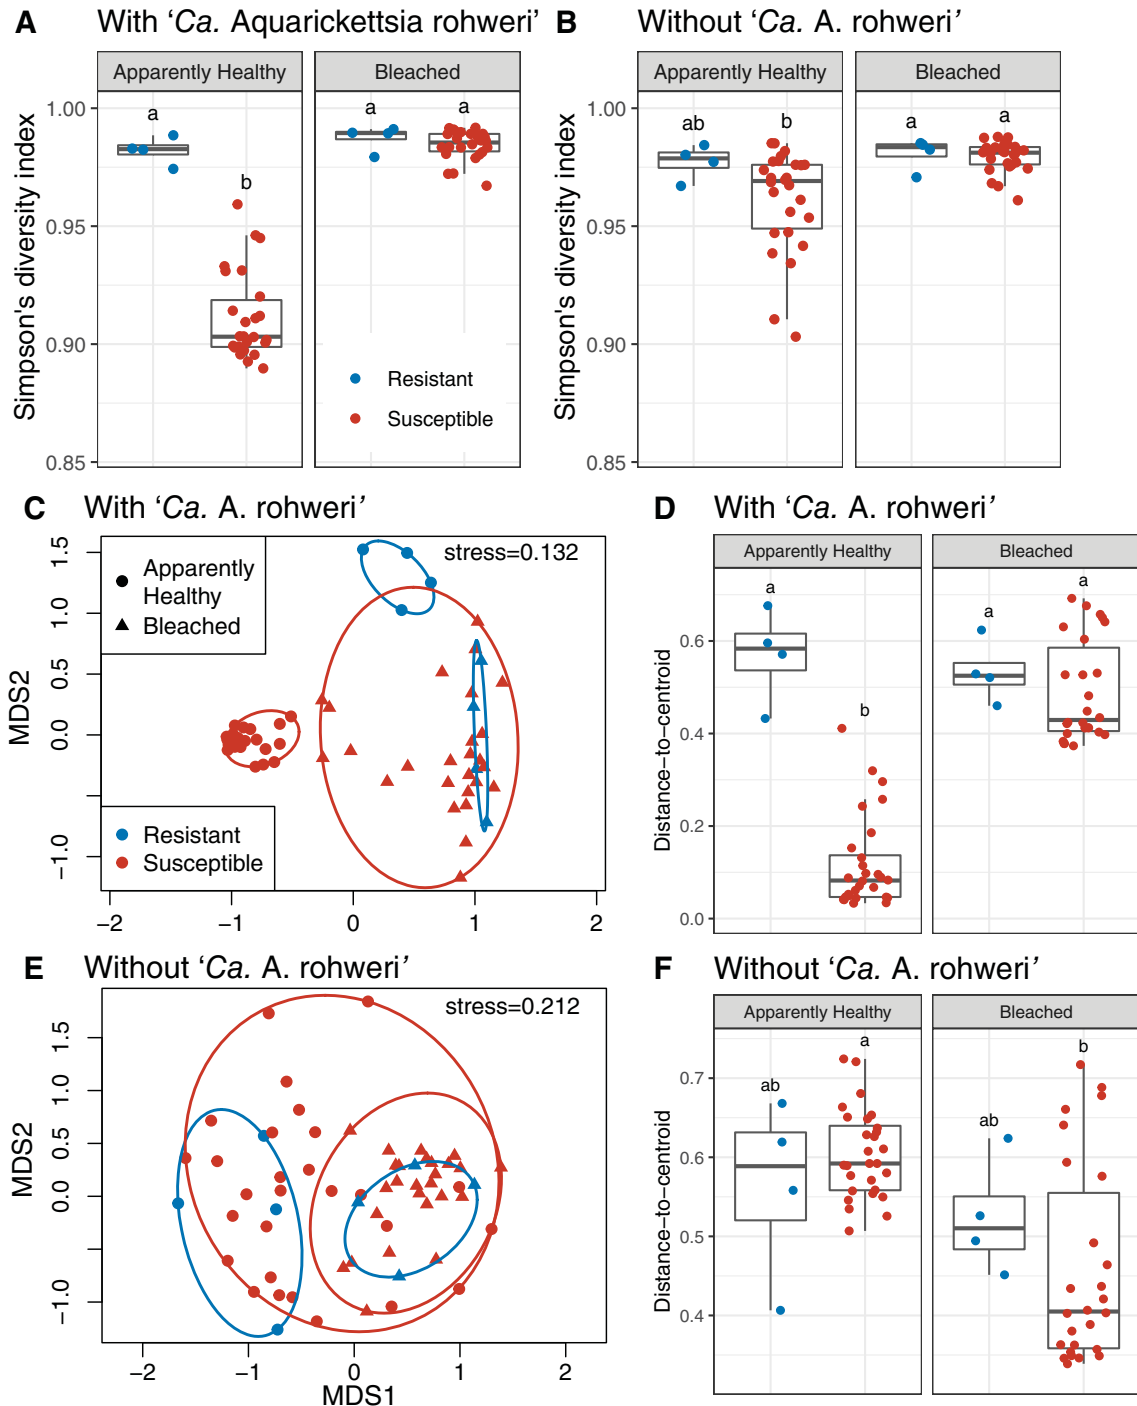 A With ‘Ca. Aquarickettsia rohweri’
Apparently Healthy
Bleached
Simpson's diversity index
1.00
0.95
0.90
0.85
a
b
a
a
Resistant
Susceptible
B Without ‘Ca. A. rohweri’
Apparently Healthy
Bleached
Simpson's diversity index
1.00
0.95
0.90
0.85
ab
b
a
a
C With ‘Ca. A. rohweri’
stress=0.132
Apparently
Healthy
Bleached
Resistant
Susceptible
MDS2
1.5
1.0
0.5
0.0
−1.0
−2
−1
0
1
2
D With ‘Ca. A. rohweri’
Apparently Healthy
Bleached
Distance−to−centroid
0.6
0.4
0.2
0.0
a
b
a
a
E Without ‘Ca. A. rohweri’
stress=0.212
MDS2
1.5
1.0
0.5
0.0
−1.0
−2
−1
0
1
2
MDS1
F Without ‘Ca. A. rohweri’
Apparently Healthy
Bleached
Distance−to−centroid
0.7
0.6
0.5
0.4
ab
a
ab
b